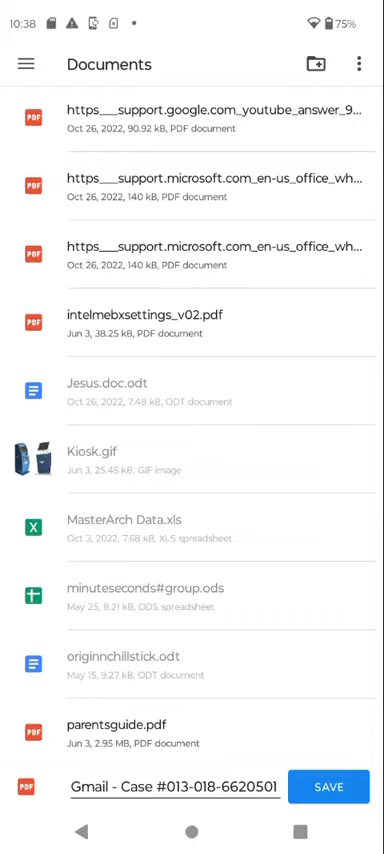 10:38
75%
Documents
PDF
https___support.google.com_youtube_answer_9...
Oct 26, 2022, 90.92 kB, PDF document
PDF
https___support.microsoft.com_en-us_office_wh...
Oct 26, 2022, 140 kB, PDF document
PDF
https___support.microsoft.com_en-us_office_wh...
Oct 26, 2022, 140 kB, PDF document
PDF
intelmebxsettings_v02.pdf
Jun 3, 38.25 kB, PDF document
Jesus.doc.odt
Oct 26, 2022, 7.48 kB, ODT document
Kiosk.gif
Jun 3, 25.45 kB, GIF image
X
MasterArch Data.xls
Oct 3, 2022, 7.68 kB, XLS spreadsheet
minuteseconds#group.ods
May 25, 8.21 kB, ODS spreadsheet
originnchillstick.odt
May 15, 9.27 kB, ODT document
PDF
parentsguide.pdf
Jun 3, 2.95 MB, PDF document
PDF
Gmail - Case #013-018-6620501
SAVE